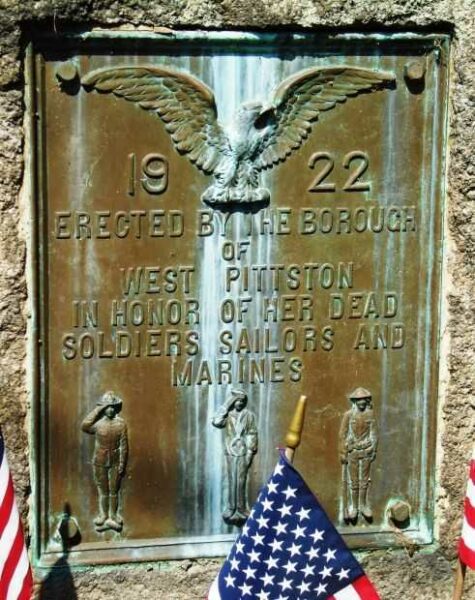 1922
ERECTED BY THE BOROUGH
OF
WEST PITTSTON
IN HONOR OF HER DEAD
SOLDIERS SAILORS AND
MARINES